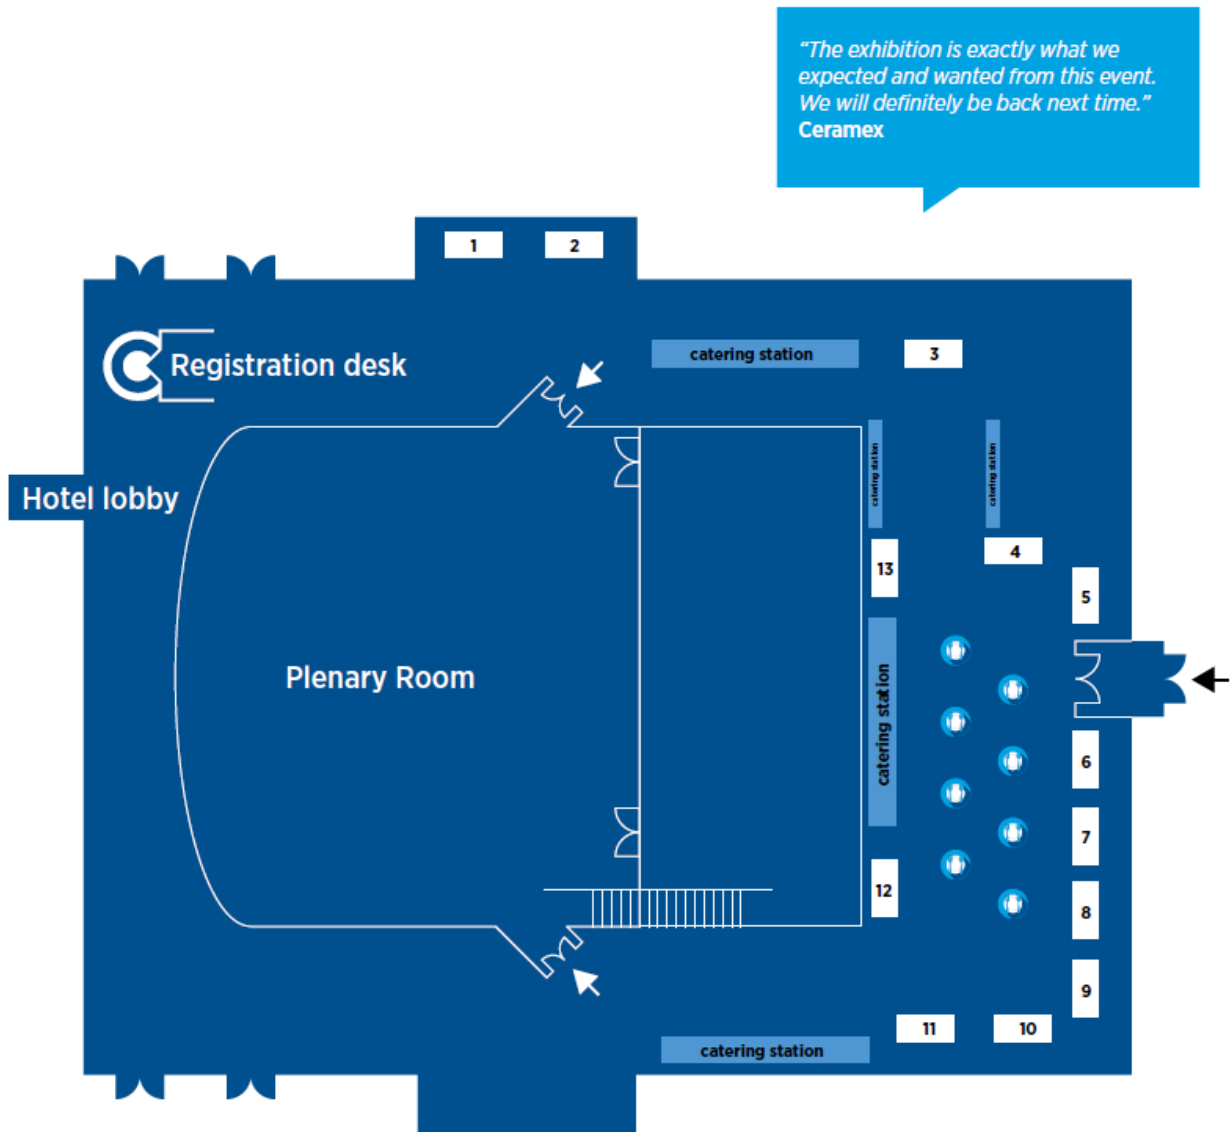 “The exhibition is exactly what we
expected and wanted from this event.
We will definitely be back next time.”
Ceramex
1
2
catering station
3
Registration desk
catering station
catering station
Hotel lobby
4
13
5
Plenary Room
catering station
6
7
12
8
9
11
10
catering station